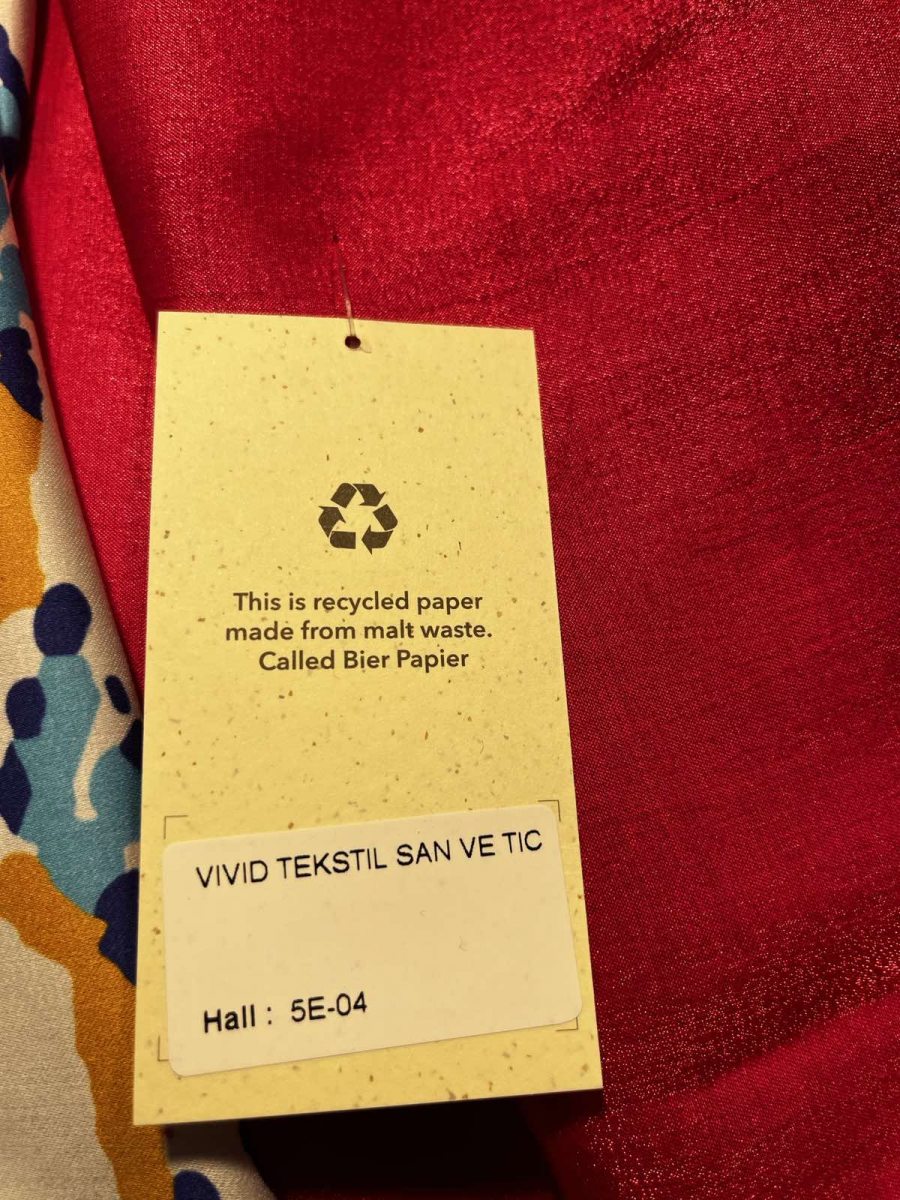 This is recycled paper
made from malt waste.
Called Bier Papier
VIVID TEKSTIL SAN VE TIC
Hall : 5E-04